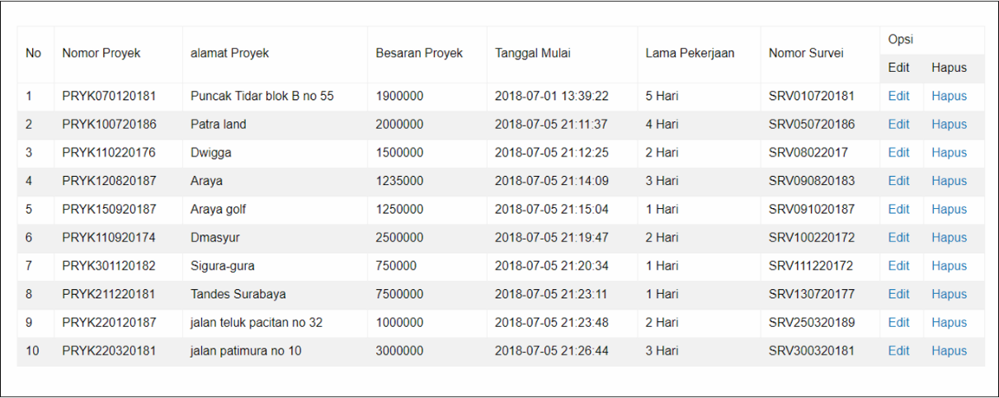 No Nomor Proyek alamat Proyek Besaran Proyek Tanggal Mulai Lama Pekerjaan Nomor Survei Opsi
Edit Hapus
1 PRYK070120181 Puncak Tidar blok B no 55 1900000 2018-07-01 13:39:22 5 Hari SRV010720181 Edit Hapus
2 PRYK100720186 Patra land 2000000 2018-07-05 21:11:37 4 Hari SRV050720186 Edit Hapus
3 PRYK110220176 Dwigga 1500000 2018-07-05 21:12:25 2 Hari SRV08022017 Edit Hapus
4 PRYK120820187 Araya 1235000 2018-07-05 21:14:09 3 Hari SRV090820183 Edit Hapus
5 PRYK150920187 Araya golf 1250000 2018-07-05 21:15:04 1 Hari SRV091020187 Edit Hapus
6 PRYK110920174 Dmasyur 2500000 2018-07-05 21:19:47 2 Hari SRV100220172 Edit Hapus
7 PRYK301120182 Sigura-gura 750000 2018-07-05 21:20:34 1 Hari SRV111220172 Edit Hapus
8 PRYK211220181 Tandes Surabaya 7500000 2018-07-05 21:23:11 1 Hari SRV130720177 Edit Hapus
9 PRYK220120187 jalan teluk pacitan no 32 1000000 2018-07-05 21:23:48 2 Hari SRV250320189 Edit Hapus
10 PRYK220320181 jalan patimura no 10 3000000 2018-07-05 21:26:44 3 Hari SRV300320181 Edit Hapus